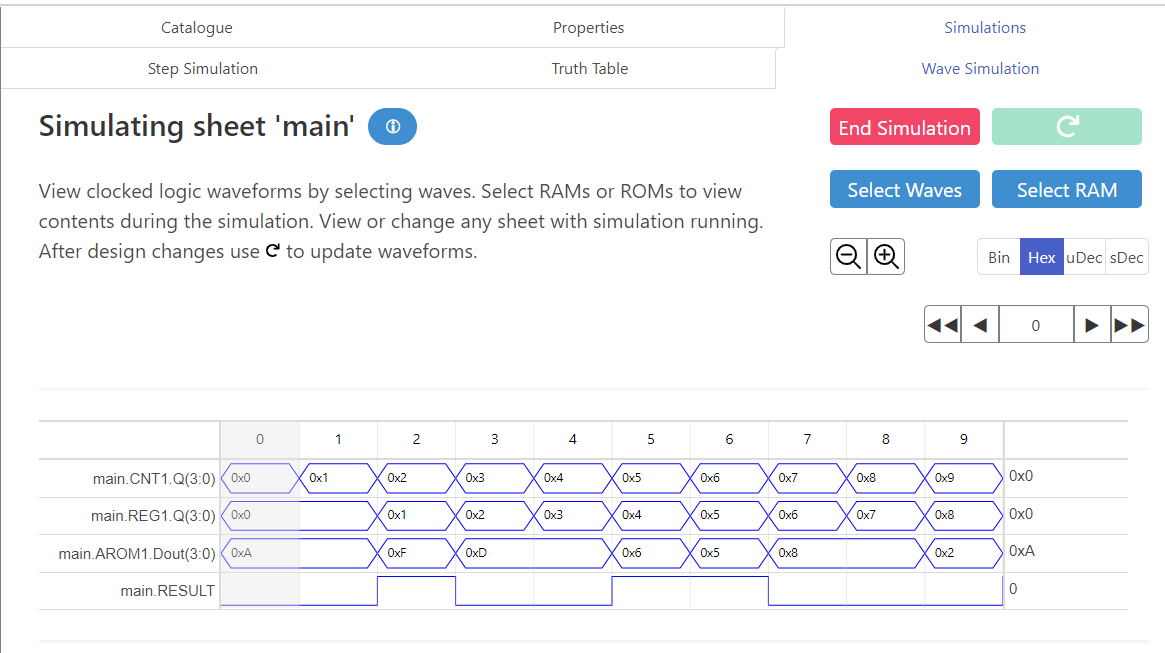 Catalogue Properties Simulations
Step Simulation Truth Table Wave Simulation
Simulating sheet 'main' End Simulation
View clocked logic waveforms by selecting waves. Select RAMs or ROMs to view
contents during the simulation. View or change any sheet with simulation running.
After design changes use to update waveforms.
Select Waves Select RAM
Bin Hex uDec sDec
0
0 1 2 3 4 5 6 7 8 9
main.CNT1.Q(3:0) 0x0 0x1 0x2 0x3 0x4 0x5 0x6 0x7 0x8 0x9 0x0
main.REG1.Q(3:0) 0x0 0x1 0x2 0x3 0x4 0x5 0x6 0x7 0x8 0x0
main.AROM1.Dout(3:0) 0xA 0xF 0xD 0x6 0x5 0x8 0x2 0xA
main.RESULT 0